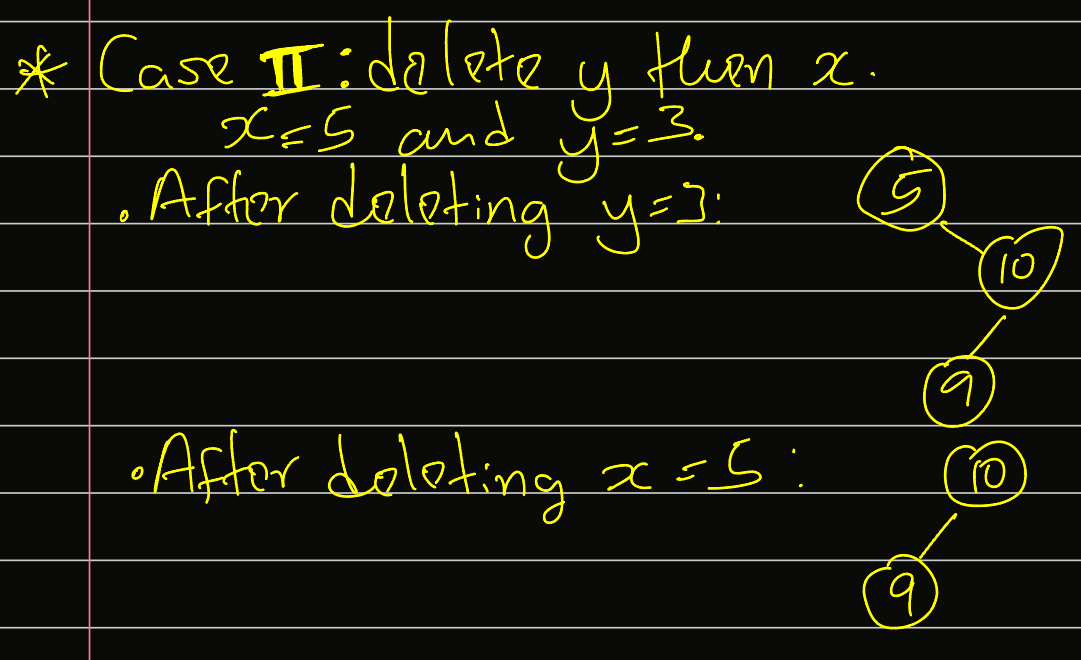 * Case II: delete y then x.
x=5 and y=3.
. After deleting y=3:
5
10
9
. After deleting x=5:
10
9